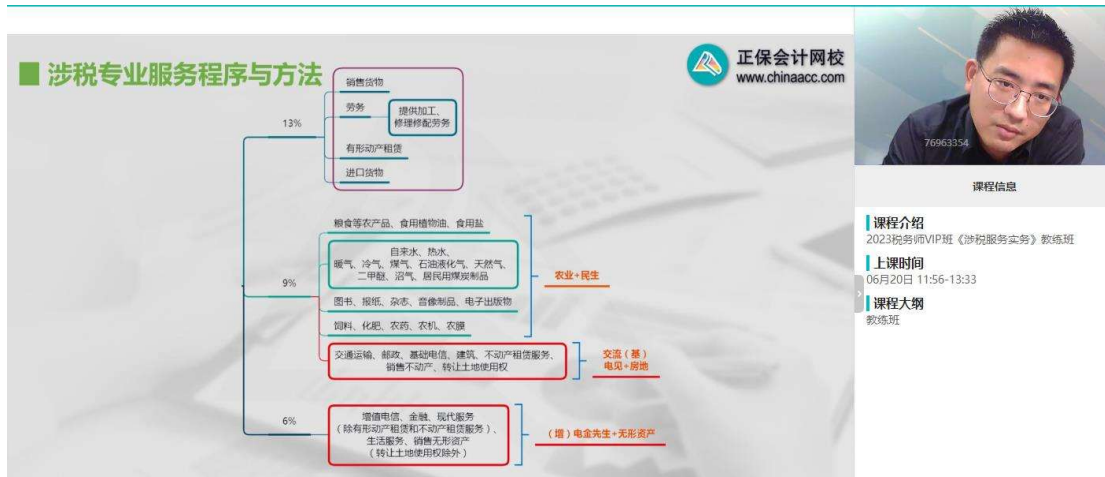 涉税专业服务程序与方法
正保会计网校
www.chinaacc.com
13%
销售货物
劳务
提供加工、
修理修配劳务
有形动产租赁
进口货物
9%
粮食等农产品、食用植物油、食用盐
自来水、热水、
暖气、冷气、煤气、石油液化气、天然气、
二甲醚、沼气、居民用煤炭制品
图书、报纸、杂志、音像制品、电子出版物
饲料、化肥、农药、农机、农膜
农业+民生
交通运输、邮政、基础电信、建筑、不动产租赁服务、
销售不动产、转让土地使用权
交流（基）
电见+房地
6%
增值电信、金融、现代服务
（除有形动产租赁和不动产租赁服务）、
生活服务、销售无形资产
（转让土地使用权除外）
（增）电金先生+无形资产
76963354
课程信息
课程介绍
2023税务师VIP班《涉税服务实务》教练班
上课时间
06月20日 11:56-13:33
课程大纲
教练班